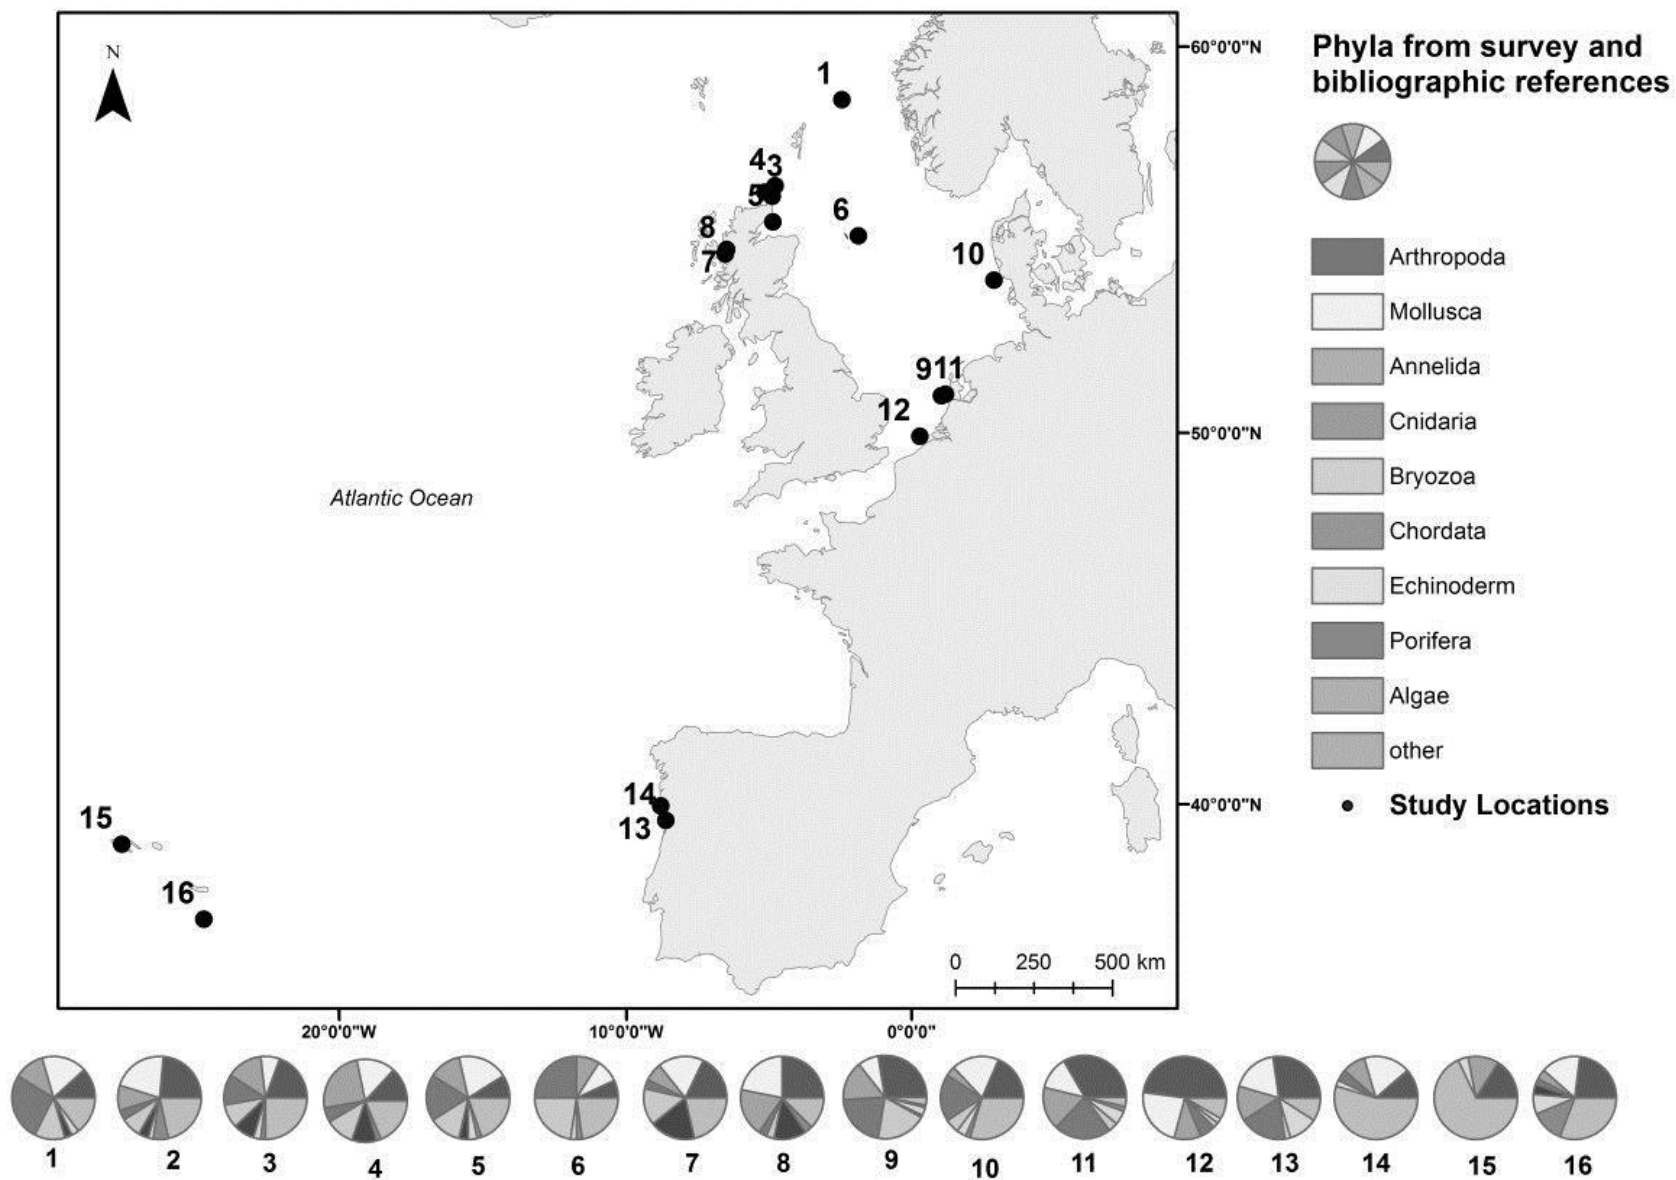 N
1
60°0'0"N
Phyla from survey and
bibliographic references
4
3
5
6
8
7
10
Arthropoda
Mollusca
Annelida
911
12
Cnidaria
50°0'0"N
Bryozoa
Atlantic Ocean
Chordata
Echinoderm
Porifera
Algae
other
14
40°0'0"N
Study Locations
15
13
16
0 250 500 km
20°0'0"W 10°0'0"W 0°0'0"
1 2 3 4 5 6 7 8 9 10 11 12 13 14 15 16